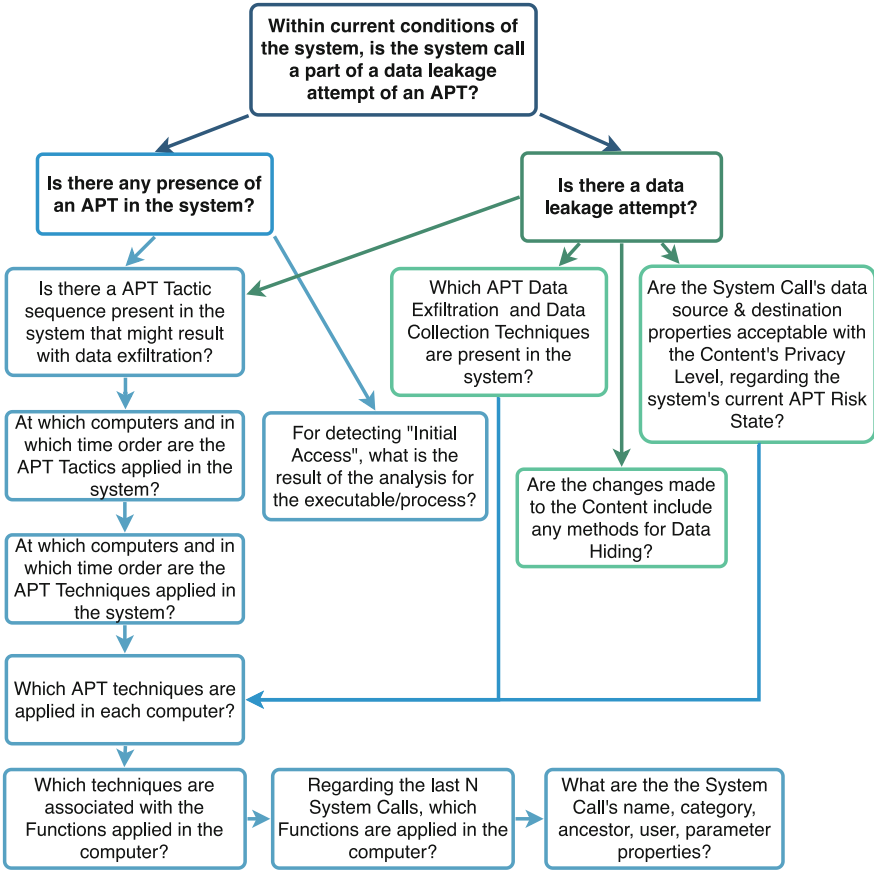 Within current conditions of
the system, is the system call
a part of a data leakage
attempt of an APT?
Is there any presence of
an APT in the system?
Is there a data
leakage attempt?
Is there a APT Tactic
sequence present in the
system that might result
with data exfiltration?
Which APT Data
Exfiltration and Data
Collection Techniques
are present in the
system?
Are the System Call's data
source & destination
properties acceptable with
the Content's Privacy
Level, regarding the
system's current APT Risk
State?
At which computers and in
which time order are the
APT Tactics applied in the
system?
For detecting "Initial
Access", what is the
result of the analysis for
the executable/process?
Are the changes made
to the Content include
any methods for Data
Hiding?
At which computers and in
which time order are the
APT Techniques applied in
the system?
Which APT techniques are
applied in each computer?
Which techniques are
associated with the
Functions applied in the
computer?
Regarding the last N
System Calls, which
Functions are applied in the
computer?
What are the the System
Call's name, category,
ancestor, user, parameter
properties?